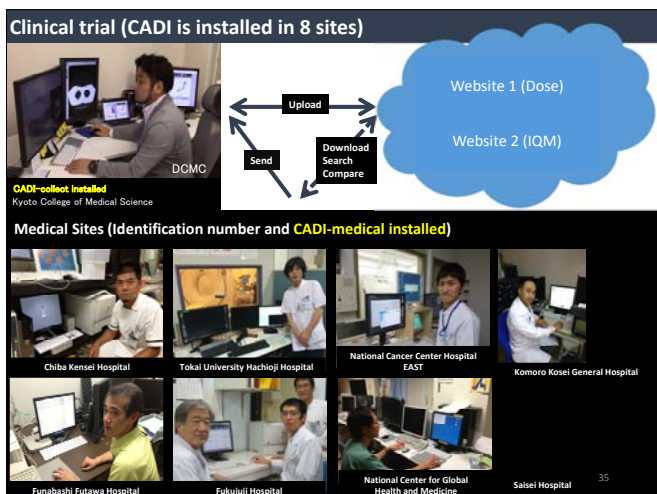 Clinical trial (CADI is installed in 8 sites)
DCMC
CADI-collect installed
Kyoto College of Medical Science
Upload
Send
Download
Search
Compare
Website 1 (Dose)
Website 2 (IQM)
Medical Sites (Identification number and CADI-medical installed)
Chiba Kensei Hospital
Tokai University Hachioji Hospital
National Cancer Center Hospital
EAST
Komoro Kosei General Hospital
Funabashi Futawa Hospital
Fukujuji Hospital
National Center for Global
Health and Medicine
Saisei Hospital
35